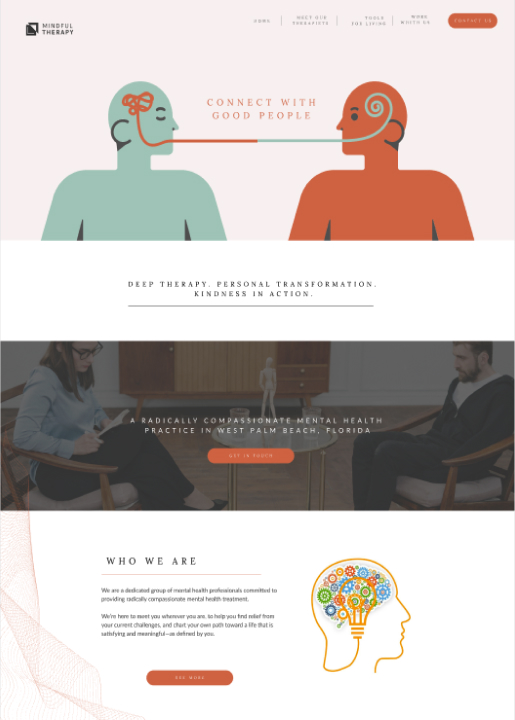 MINDFUL
THERAPY
HOME
MEET OUR
THERAPISTS
TOOLS
FOR LIVING
WORK
WHITH US
CONTACT US
CONNECT WITH
GOOD PEOPLE
DEEP THERAPY. PERSONAL TRANSFORMATION.
KINDNESS IN ACTION.
A RADICALLY COMPASSIONATE MENTAL HEALTH
PRACTICE IN WEST PALM BEACH, FLORIDA
GET IN TOUCH
WHO WE ARE
We are a dedicated group of mental health professionals committed to
providing radically compassionate mental health treatment.
We're here to meet you wherever you are, to help you find relief from
your current challenges, and chart your own path toward a life that is
satisfying and meaningful—as defined by you.
SEE MORE